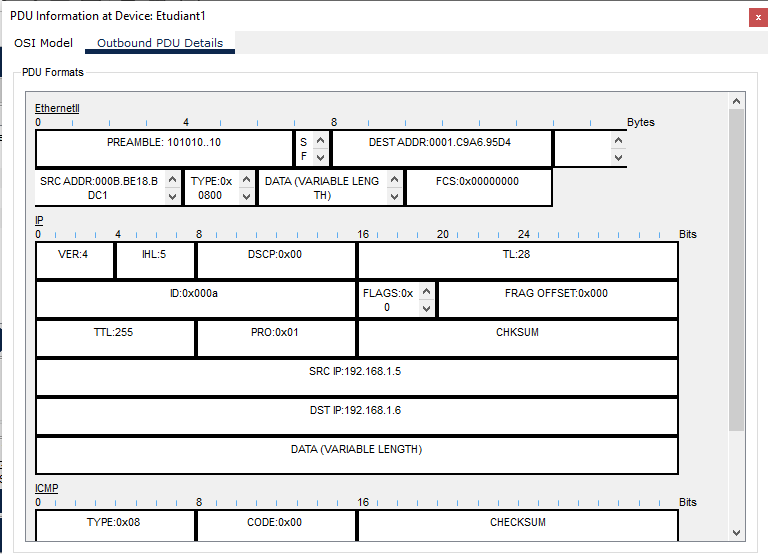 PDU Information at Device: Etudiant1
x
OSI Model Outbound PDU Details
PDU Formats
EthernetII
0 4 8 Bytes
PREAMBLE: 101010..10
S
F
DEST ADDR:0001.C9A6.95D4
SRC ADDR:000B.BE18.B
DC1
TYPE:0x
0800
DATA (VARIABLE LENG
TH)
FCS:0x00000000
IP
0 4 8 16 20 24 Bits
VER:4 IHL:5 DSCP:0x00 TL:28
ID:0x000a
FLAGS:0x
0
FRAG OFFSET:0x000
TTL:255 PRO:0x01 CHKSUM
SRC IP:192.168.1.5
DST IP:192.168.1.6
DATA (VARIABLE LENGTH)
ICMP
0 8 16 Bits
TYPE:0x08 CODE:0x00 CHECKSUM